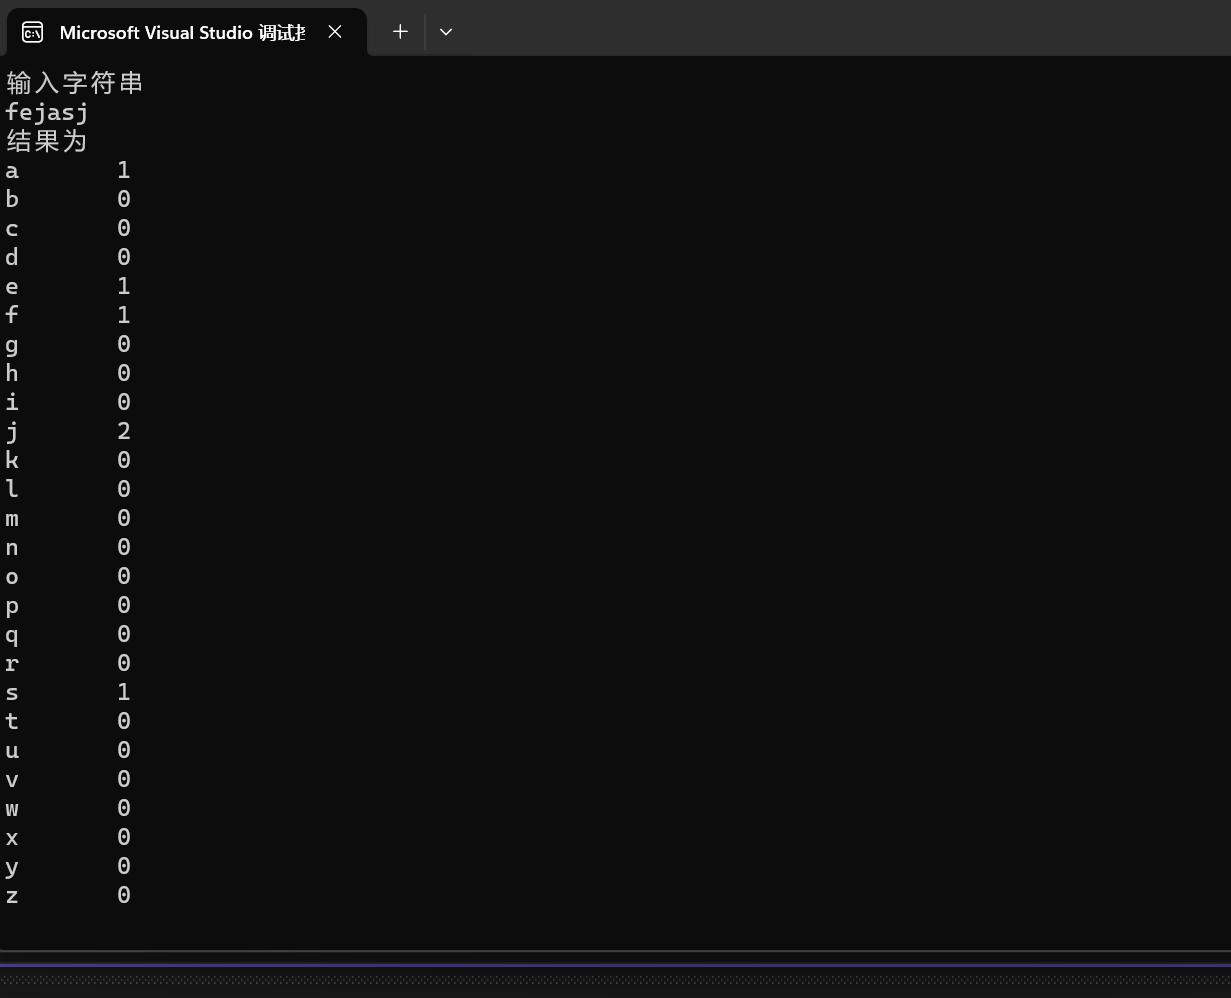 Microsoft Visual Studio 调试
输入字符串
fejasj
结果为
a 1
b 0
c 0
d 0
e 1
f 1
g 0
h 0
i 0
j 2
k 0
l 0
m 0
n 0
o 0
p 0
q 0
r 0
s 1
t 0
u 0
v 0
w 0
x 0
y 0
z 0